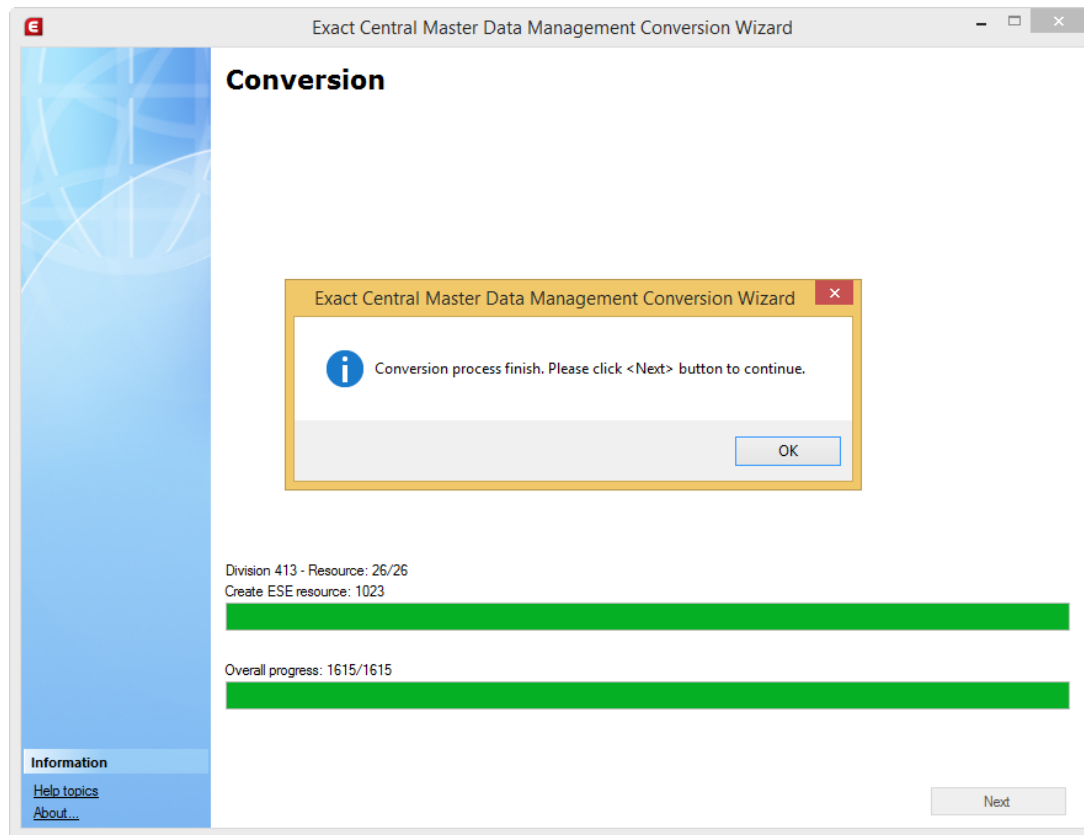 Exact Central Master Data Management Conversion Wizard
Conversion
Exact Central Master Data Management Conversion Wizard
Conversion process finish. Please click <Next> button to continue.
OK
Division 413 - Resource: 26/26
Create ESE resource: 1023
Overall progress: 1615/1615
Information
Help topics
About...
Next